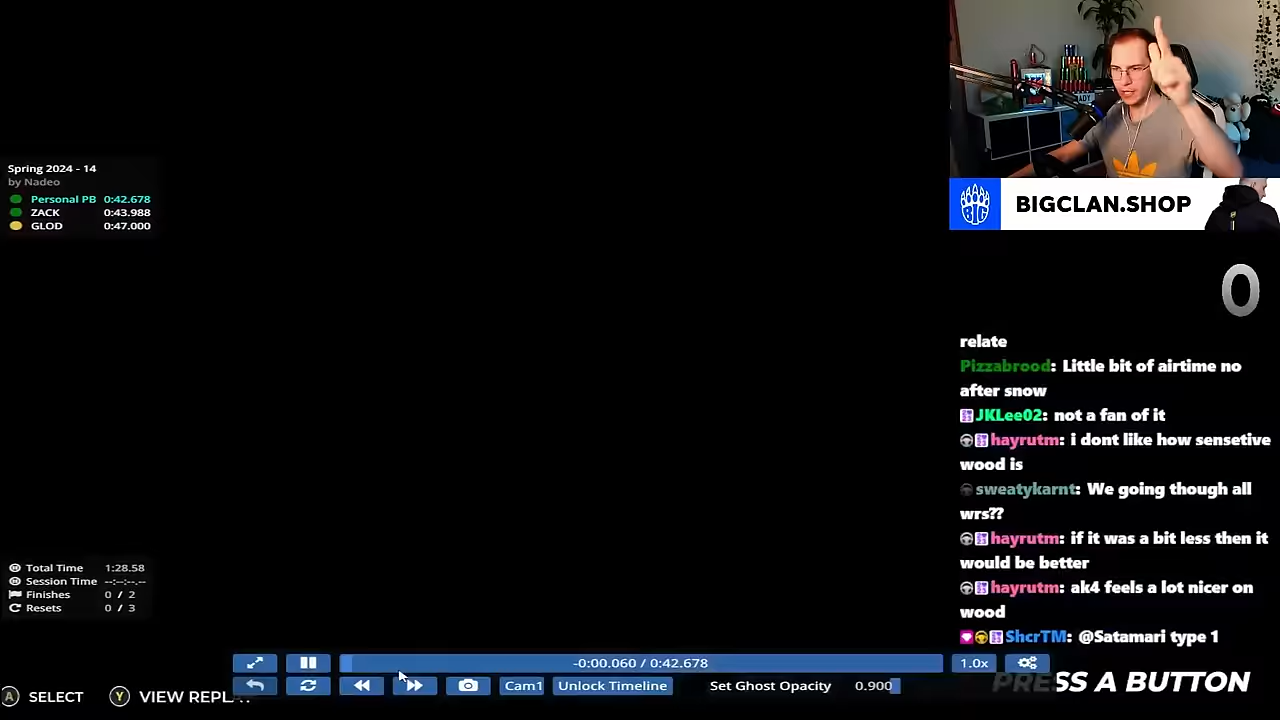 Spring 2024 - 14
by Nadeo
Personal PB 0:42.678
ZACK 0:43.988
GLOD 0:47.000
BIG
BIGCLAN.SHOP
0
relate
Pizzabrood: Little bit of airtime no
after snow
JKLee02: not a fan of it
hayrutm: i dont like how sensetive
wood is
sweatykarnt: We going though all
wrs??
hayrutm: if it was a bit less then it
would be better
hayrutm: ak4 feels a lot nicer on
wood
ShcrTM: @Satamari type 1
Total Time 1:28.58
Session Time --:--:--.--
Finishes 0 / 2
Resets 0 / 3
-0:00.060 / 0:42.678
1.0x
Cam1
Unlock Timeline
Set Ghost Opacity 0.900
A SELECT
Y VIEW REPLA
PRESS A BUTTON